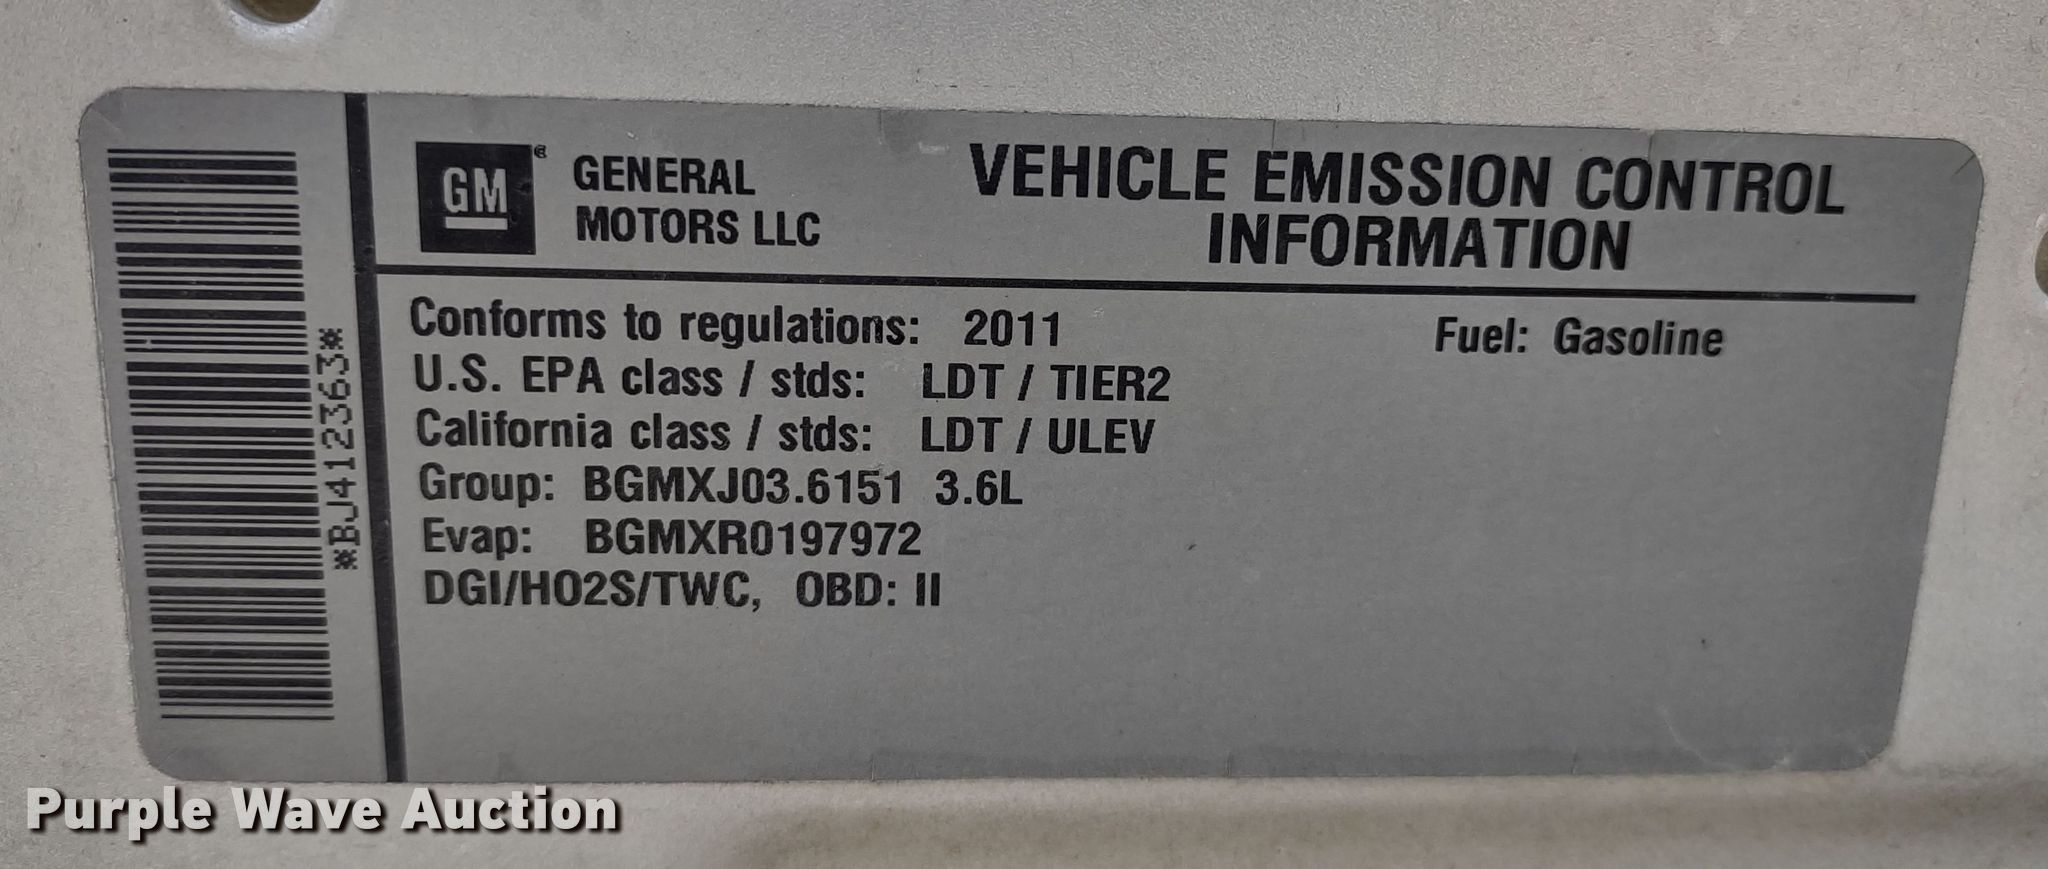 *BJ412363*
GM
GENERAL
MOTORS LLC
VEHICLE EMISSION CONTROL
INFORMATION
Conforms to regulations: 2011
Fuel: Gasoline
U.S. EPA class / stds: LDT / TIER2
California class / stds: LDT / ULEV
Group: BGMXJ03.6151 3.6L
Evap: BGMXR0197972
DGI/HO2S/TWC, OBD: II
Purple Wave Auction